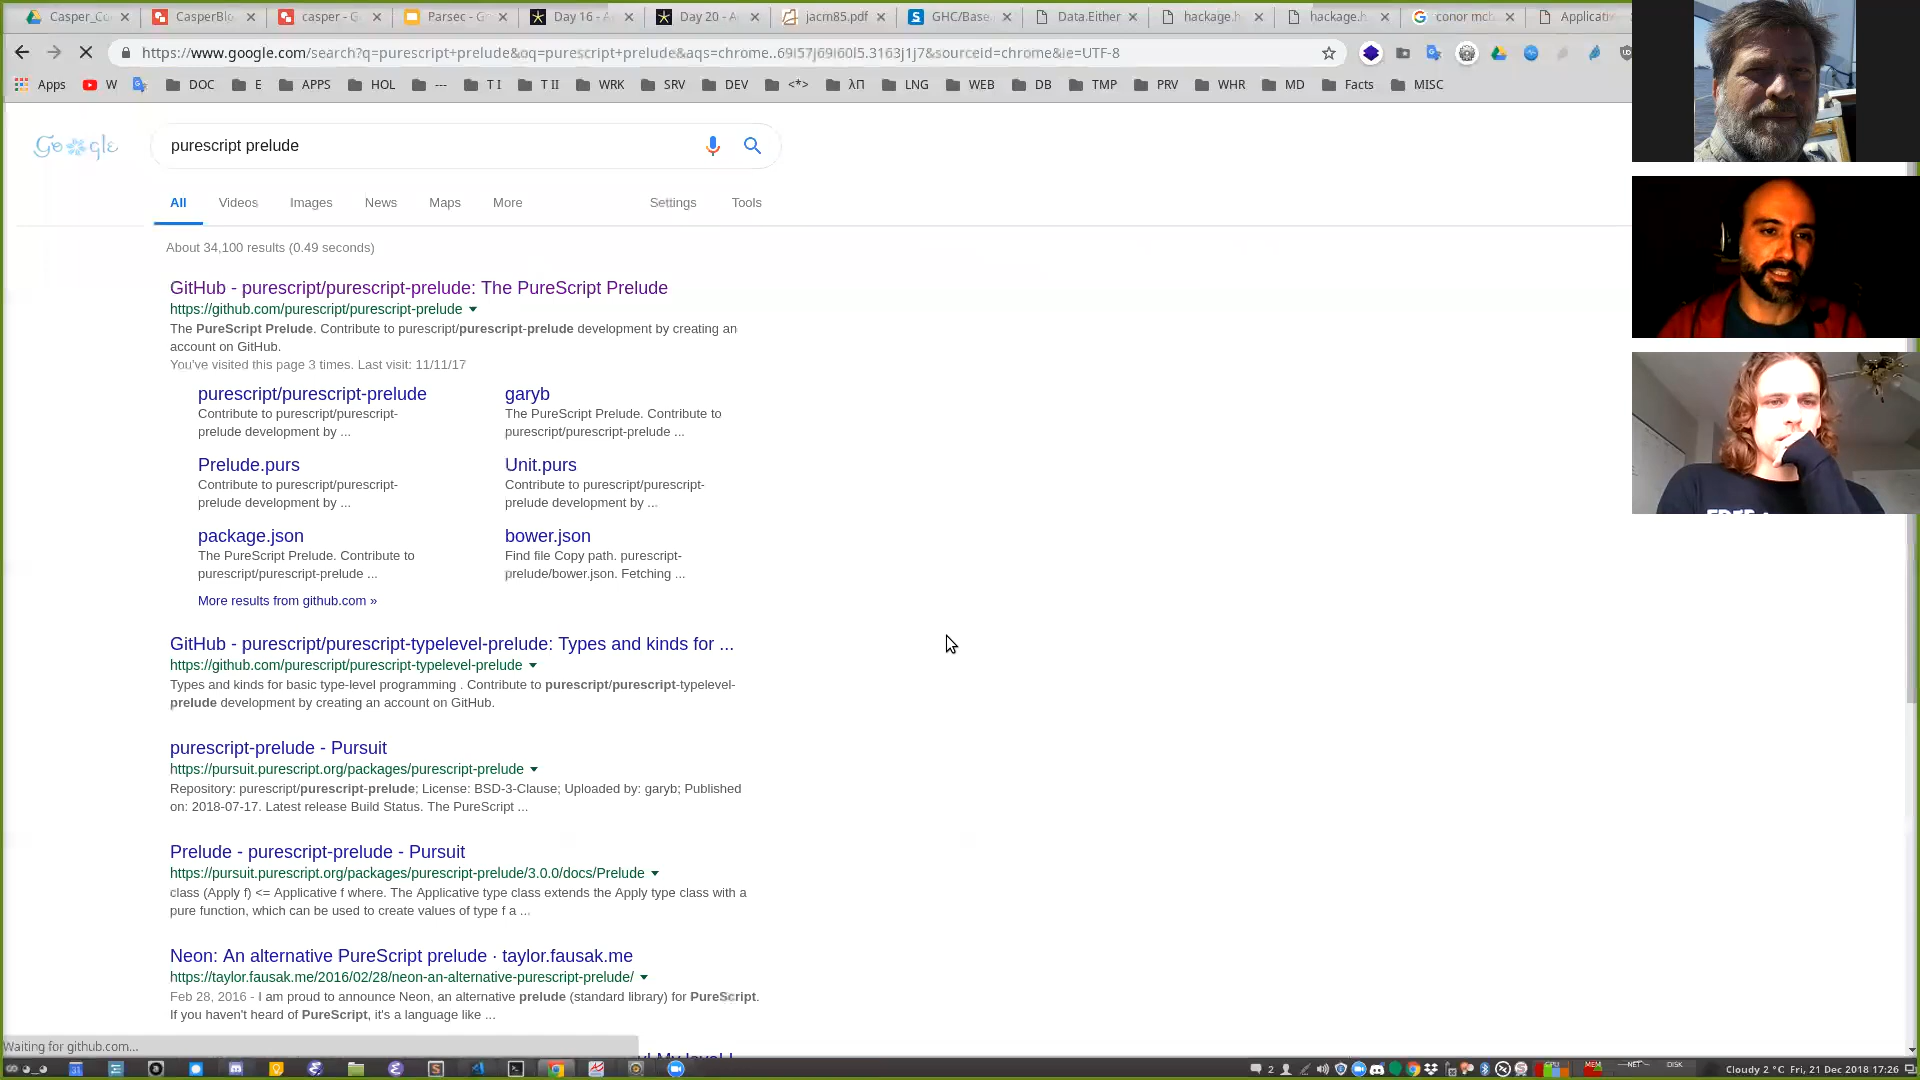 Casper_Co
CasperBlo
casper - G
Parsec - G
Day 16 - A
Day 20 - A
jacm85.pdf
GHC/Base.
Data.Either
hackage.h
hackage.h
conor mcb
Applicati
https://www.google.com/search?q=purescript+prelude&oq=purescript+prelude&aqs=chrome..69i57j69i60l5.3163j1j7&sourceid=chrome&ie=UTF-8
Apps W DOC E APPS HOL --- T I T II WRK SRV DEV <*> λΠ LNG WEB DB TMP PRV WHR MD Facts MISC
Google
purescript prelude
All Videos Images News Maps More Settings Tools
About 34,100 results (0.49 seconds)
GitHub - purescript/purescript-prelude: The PureScript Prelude
https://github.com/purescript/purescript-prelude
The PureScript Prelude. Contribute to purescript/purescript-prelude development by creating an
account on GitHub.
You've visited this page 3 times. Last visit: 11/11/17
purescript/purescript-prelude
Contribute to purescript/purescript-
prelude development by ...
garyb
The PureScript Prelude. Contribute to
purescript/purescript-prelude ...
Prelude.purs
Contribute to purescript/purescript-
prelude development by ...
Unit.purs
Contribute to purescript/purescript-
prelude development by ...
package.json
The PureScript Prelude. Contribute to
purescript/purescript-prelude ...
bower.json
Find file Copy path. purescript-
prelude/bower.json. Fetching ...
More results from github.com »
GitHub - purescript/purescript-typelevel-prelude: Types and kinds for ...
https://github.com/purescript/purescript-typelevel-prelude
Types and kinds for basic type-level programming . Contribute to purescript/purescript-typelevel-
prelude development by creating an account on GitHub.
purescript-prelude - Pursuit
https://pursuit.purescript.org/packages/purescript-prelude
Repository: purescript/purescript-prelude; License: BSD-3-Clause; Uploaded by: garyb; Published
on: 2018-07-17. Latest release Build Status. The PureScript ...
Prelude - purescript-prelude - Pursuit
https://pursuit.purescript.org/packages/purescript-prelude/3.0.0/docs/Prelude
class (Apply f) <= Applicative f where. The Applicative type class extends the Apply type class with a
pure function, which can be used to create values of type f a ...
Neon: An alternative PureScript prelude · taylor.fausak.me
https://taylor.fausak.me/2016/02/28/neon-an-alternative-purescript-prelude/
Feb 28, 2016 - I am proud to announce Neon, an alternative prelude (standard library) for PureScript.
If you haven't heard of PureScript, it's a language like ...
Waiting for github.com...
2 CPU MEM NET DISK Cloudy 2 °C Fri, 21 Dec 2018 17:26